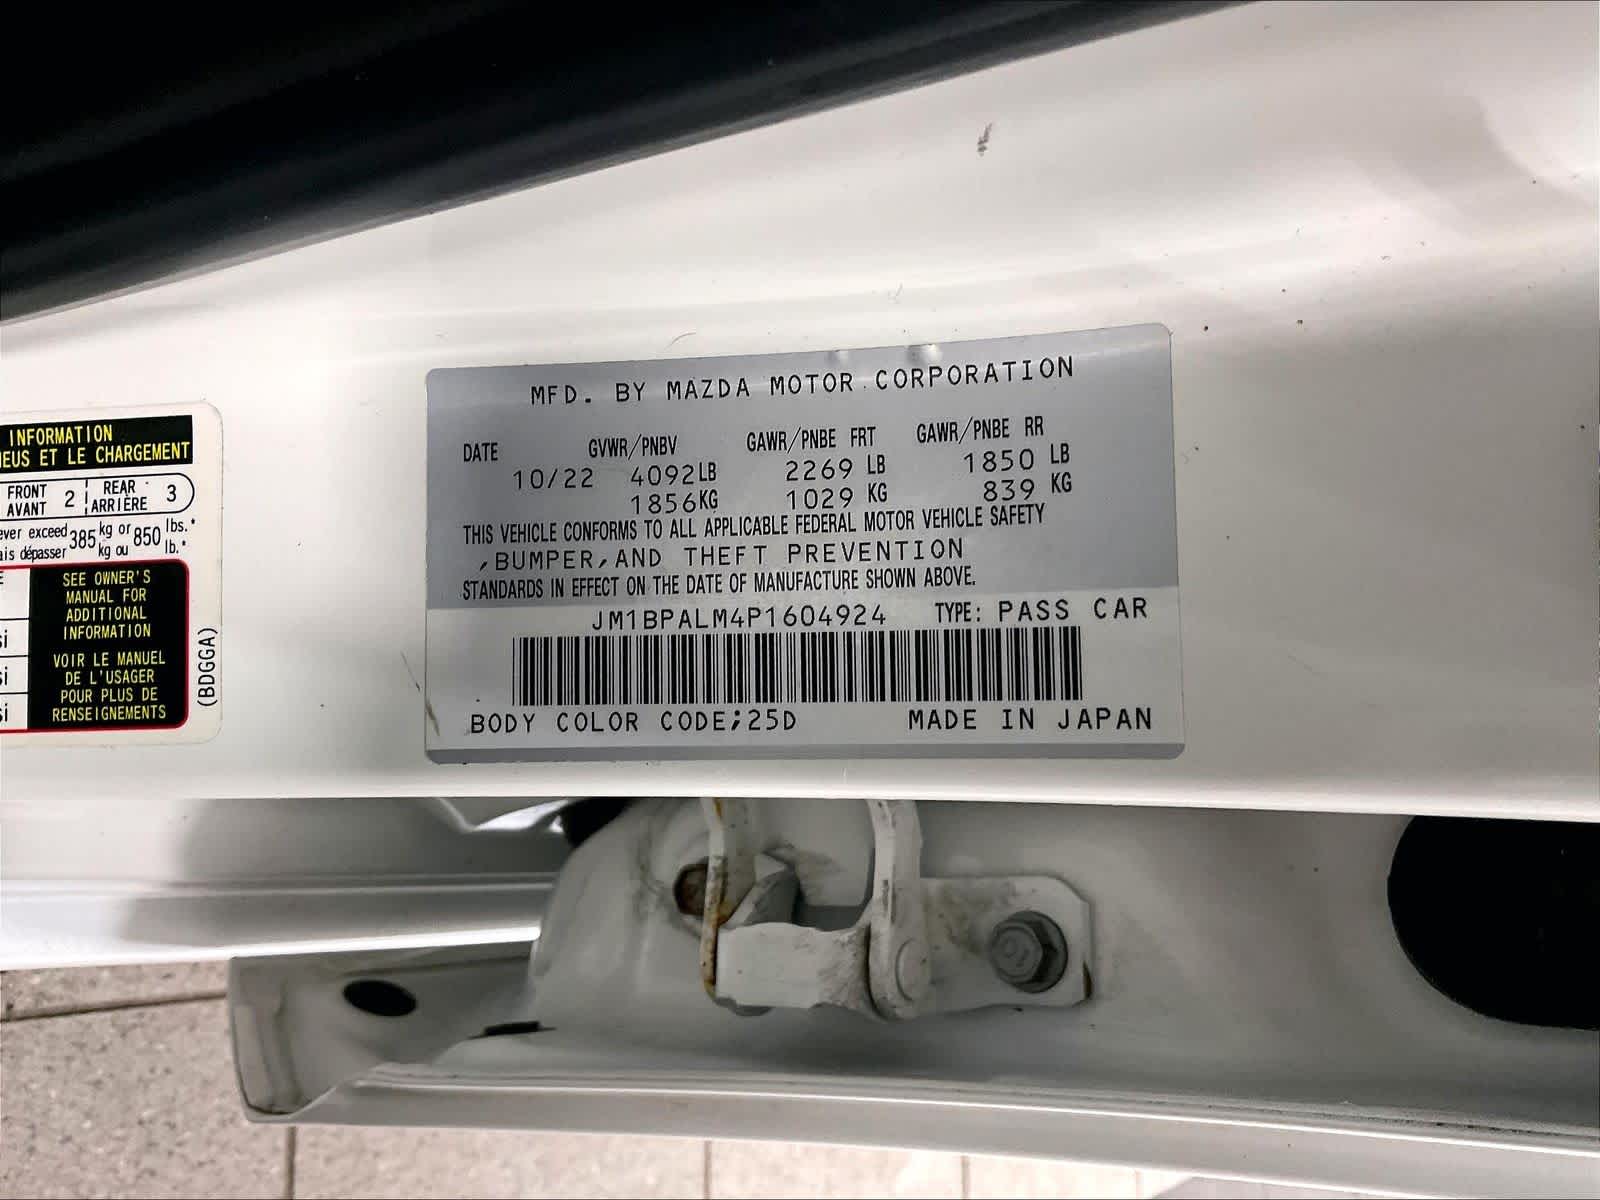 INFORMATION
NEUS ET LE CHARGEMENT
FRONT AVANT 2 REAR ARRIÈRE 3
ever exceed 385 kg or 850 lbs.*
ais dépasser kg ou lb.*
SEE OWNER'S
MANUAL FOR
ADDITIONAL
INFORMATION
VOIR LE MANUEL
DE L'USAGER
POUR PLUS DE
RENSEIGNEMENTS
si
si
si
(BDGGA)
MFD. BY MAZDA MOTOR CORPORATION
DATE GVWR/PNBV GAWR/PNBE FRT GAWR/PNBE RR
10/22 4092LB 2269 LB 1850 LB
1856KG 1029 KG 839 KG
THIS VEHICLE CONFORMS TO ALL APPLICABLE FEDERAL MOTOR VEHICLE SAFETY
,BUMPER,AND THEFT PREVENTION
STANDARDS IN EFFECT ON THE DATE OF MANUFACTURE SHOWN ABOVE.
JM1BPALM4P1604924 TYPE: PASS CAR
BODY COLOR CODE;25D MADE IN JAPAN